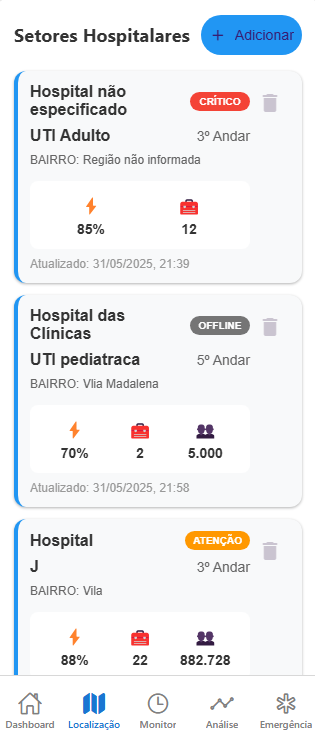 Setores Hospitalares
+ Adicionar
Hospital não
especificado
CRÍTICO
UTI Adulto
3º Andar
BAIRRO: Região não informada
85%
12
Atualizado: 31/05/2025, 21:39
Hospital das
Clínicas
OFFLINE
UTI pediatraca
5º Andar
BAIRRO: Vlia Madalena
70%
2
5.000
Atualizado: 31/05/2025, 21:58
Hospital
ATENÇÃO
J
3º Andar
BAIRRO: Vila
88%
22
882.728
Dashboard
Localização
Monitor
Análise
Emergência